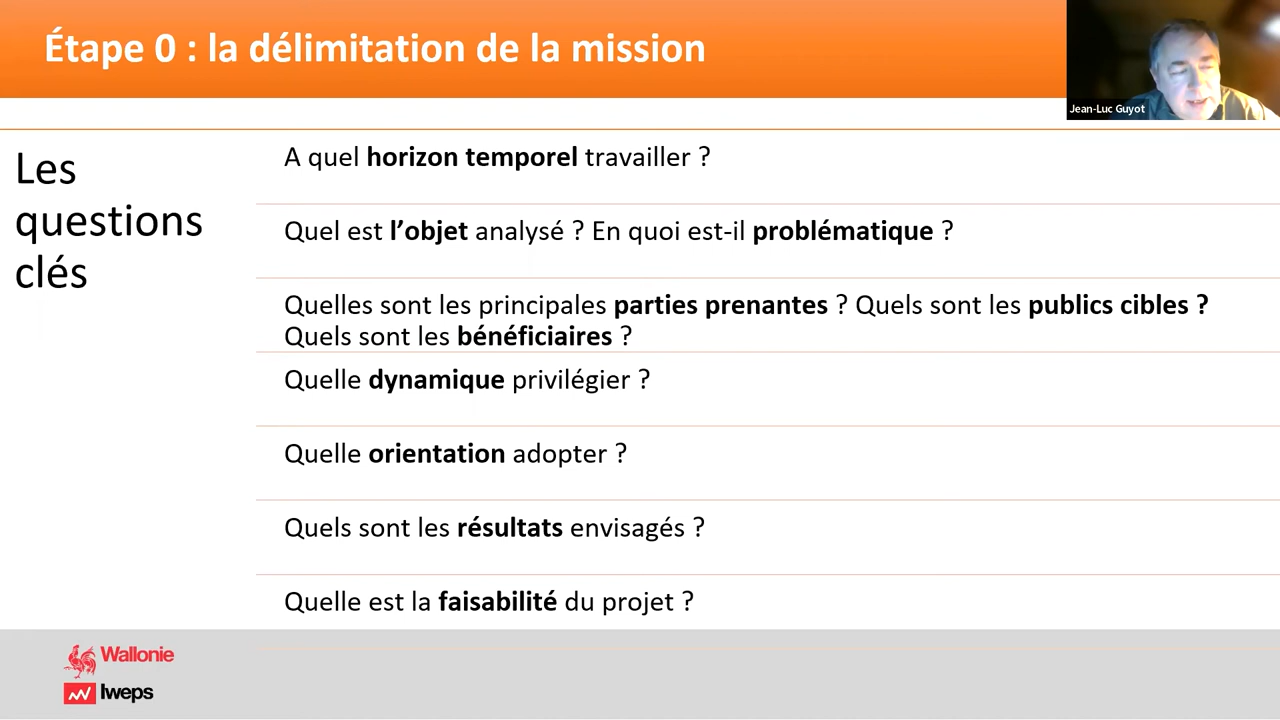 Étape 0 : la délimitation de la mission
Jean-Luc Guyot
Les
questions
clés
A quel horizon temporel travailler ?
Quel est l’objet analysé ? En quoi est-il problématique ?
Quelles sont les principales parties prenantes ? Quels sont les publics cibles ?
Quels sont les bénéficiaires ?
Quelle dynamique privilégier ?
Quelle orientation adopter ?
Quels sont les résultats envisagés ?
Quelle est la faisabilité du projet ?
Wallonie
Iweps